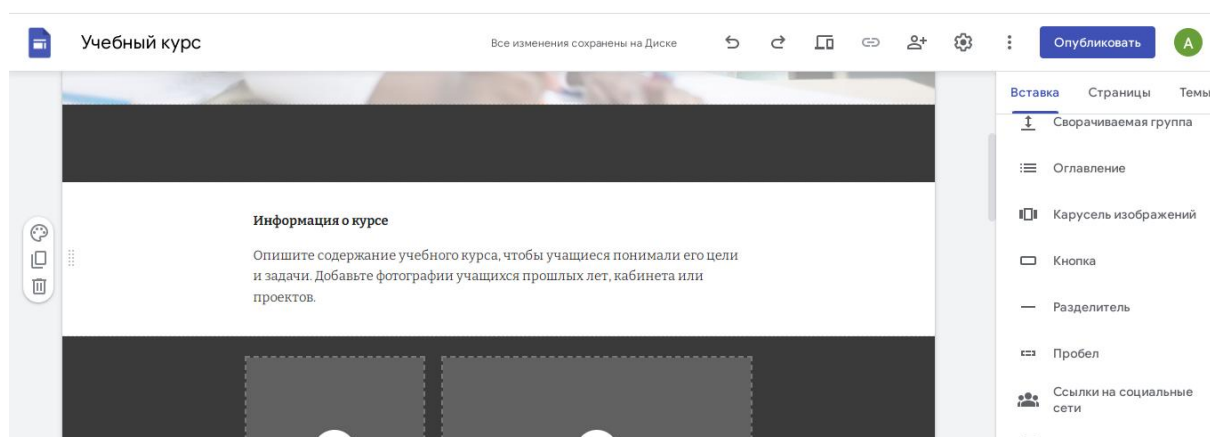 Учебный курс
Все изменения сохранены на Диске
Опубликовать
А
Вставка Страницы Темы
Сворачиваемая группа
Оглавление
Карусель изображений
Кнопка
Разделитель
Пробел
Ссылки на социальные
сети
Информация о курсе
Опишите содержание учебного курса, чтобы учащиеся понимали его цели
и задачи. Добавьте фотографии учащихся прошлых лет, кабинета или
проектов.